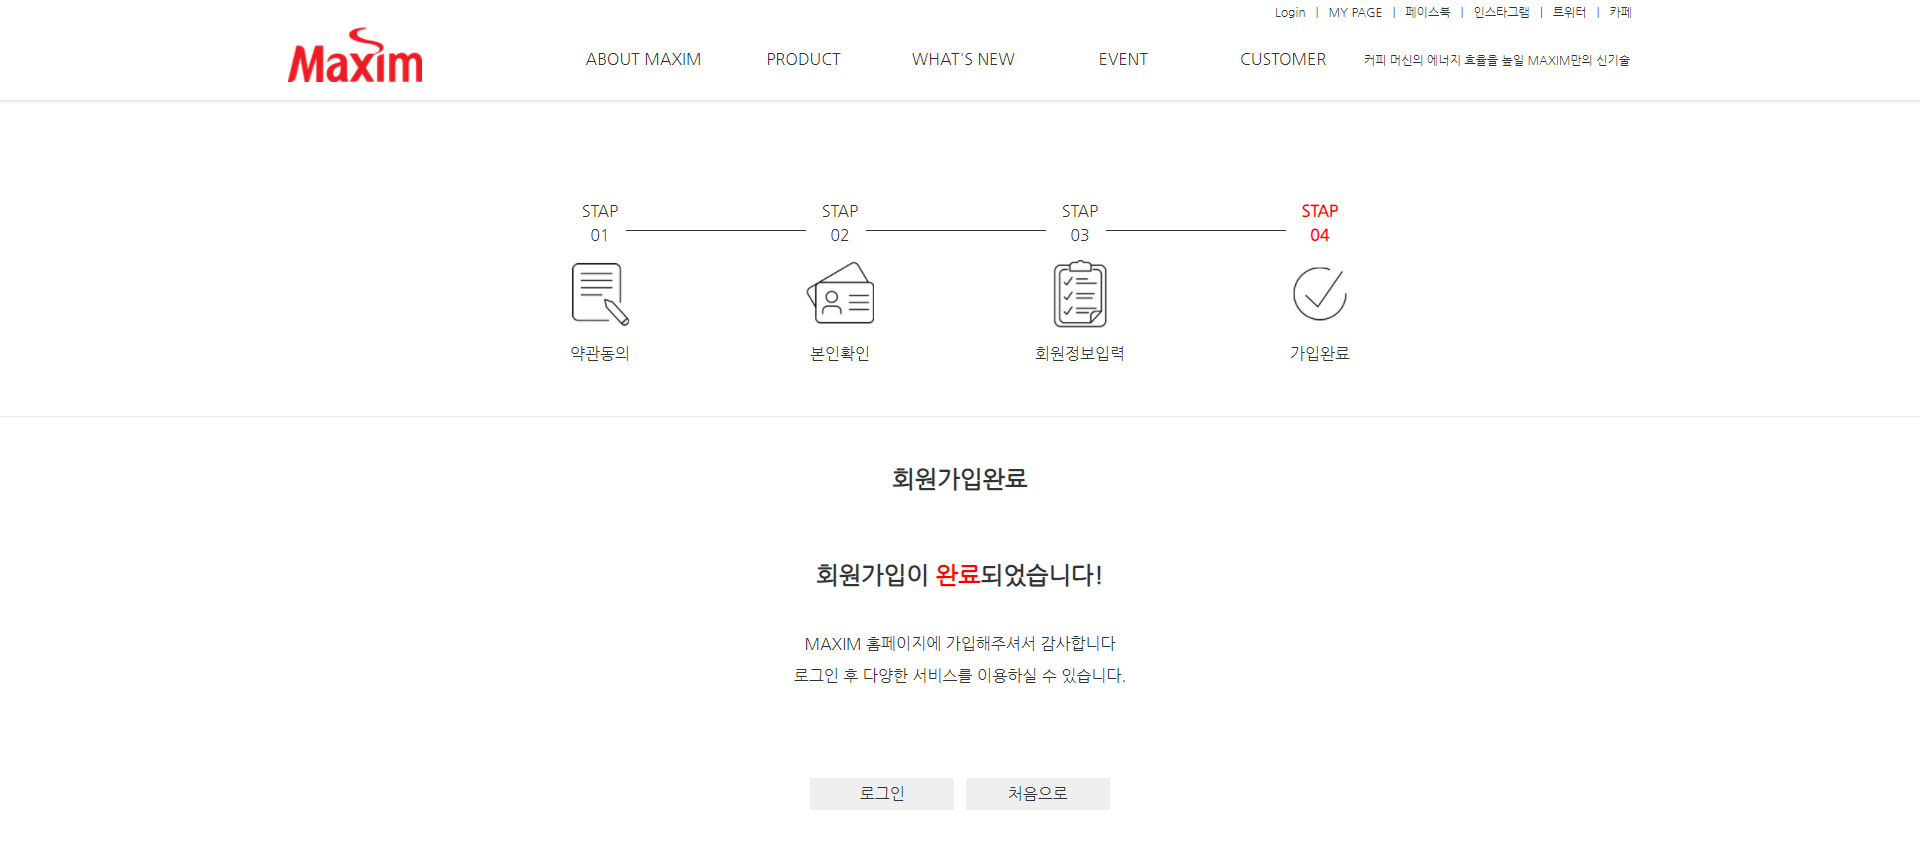 Login | MY PAGE | 페이스북 | 인스타그램 | 트위터 | 카페
Maxim
ABOUT MAXIM PRODUCT WHAT'S NEW EVENT CUSTOMER 커피 머신의 에너지 효율을 높일 MAXIM만의 신기술
STAP STAP STAP STAP
01 02 03 04
약관동의 본인확인 회원정보입력 가입완료
회원가입완료
회원가입이 완료되었습니다!
MAXIM 홈페이지에 가입해주셔서 감사합니다
로그인 후 다양한 서비스를 이용하실 수 있습니다.
로그인 처음으로